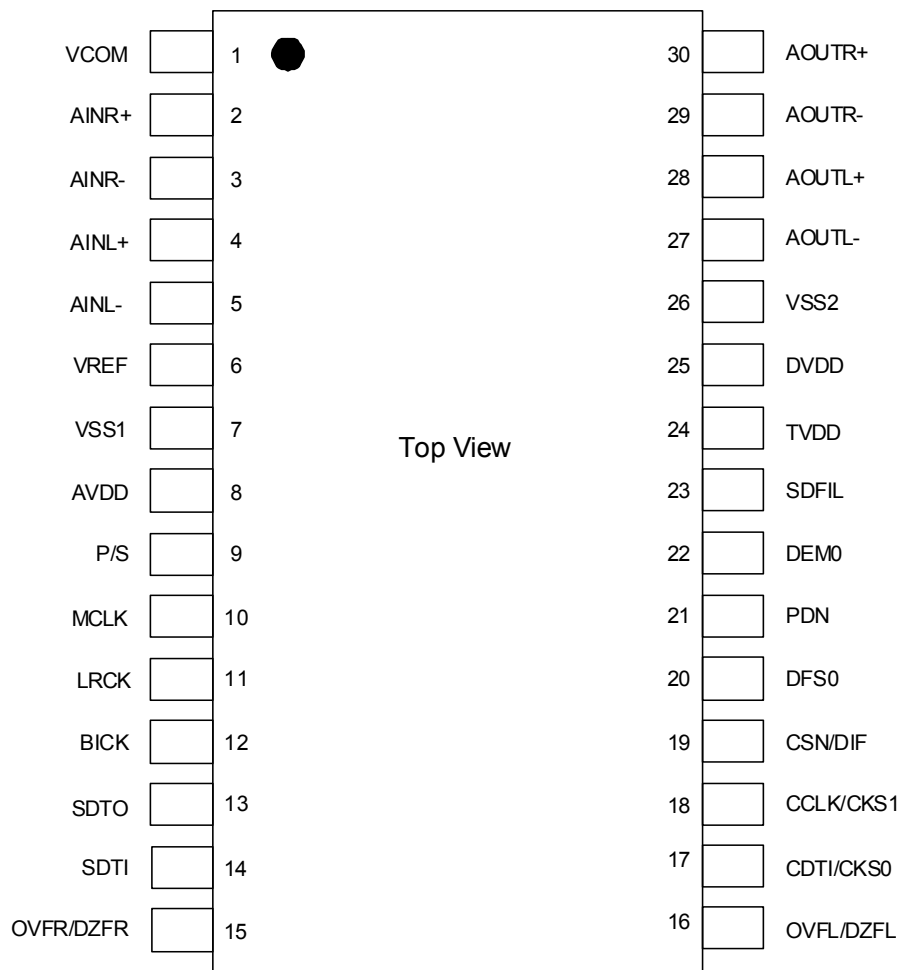 VCOM 1 30 AOUTR+
AINR+ 2 29 AOUTR-
AINR- 3 28 AOUTL+
AINL+ 4 27 AOUTL-
AINL- 5 26 VSS2
VREF 6 25 DVDD
VSS1 7 24 TVDD
Top View
AVDD 8 23 SDFIL
P/S 9 22 DEM0
MCLK 10 21 PDN
LRCK 11 20 DFS0
BICK 12 19 CSN/DIF
SDTO 13 18 CCLK/CKS1
SDTI 14 17 CDTI/CKS0
OVFR/DZFR 15 16 OVFL/DZFL